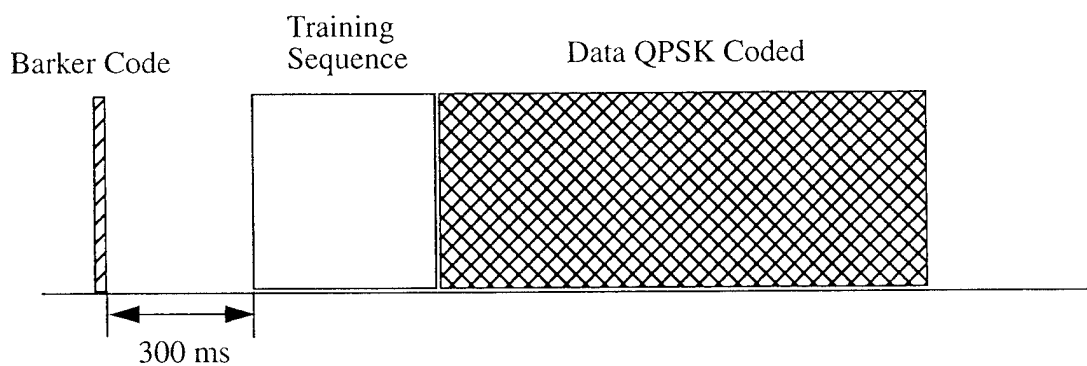 Training
Sequence
Barker Code
Data QPSK Coded
300 ms